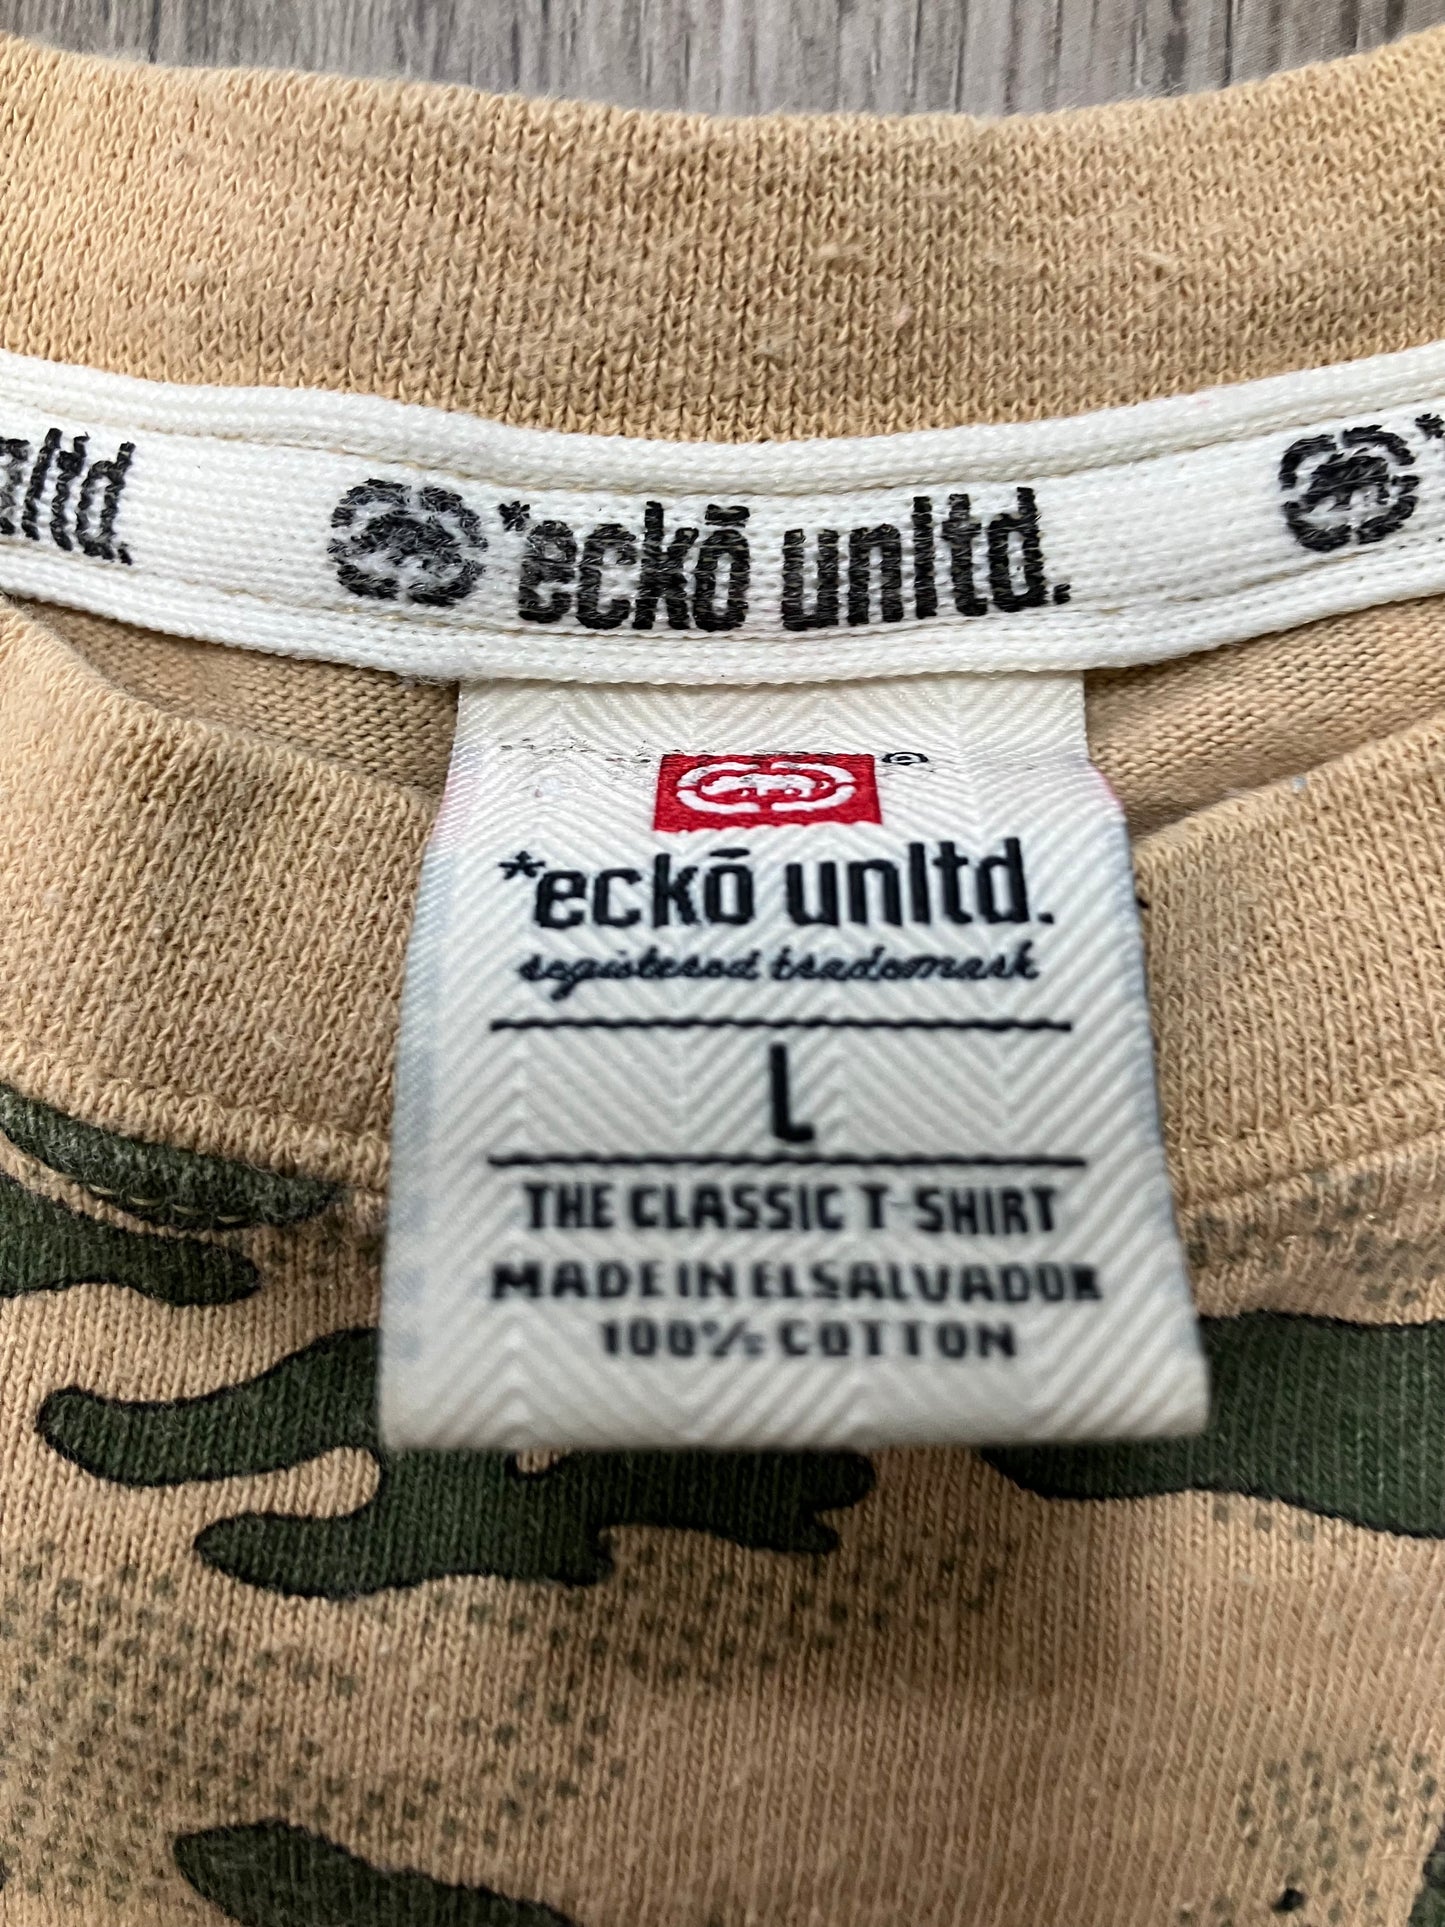 unltd. *eckō unltd.
*eckō unltd.
registered trademark
L
THE CLASSIC T-SHIRT
MADE IN EL SALVADOR
100% COTTON